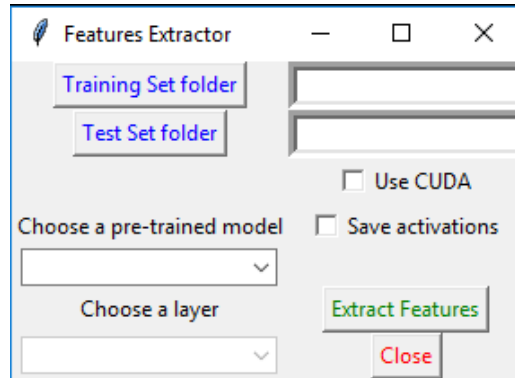 Features Extractor
Training Set folder
Test Set folder
Use CUDA
Choose a pre-trained model
Save activations
Choose a layer
Extract Features
Close